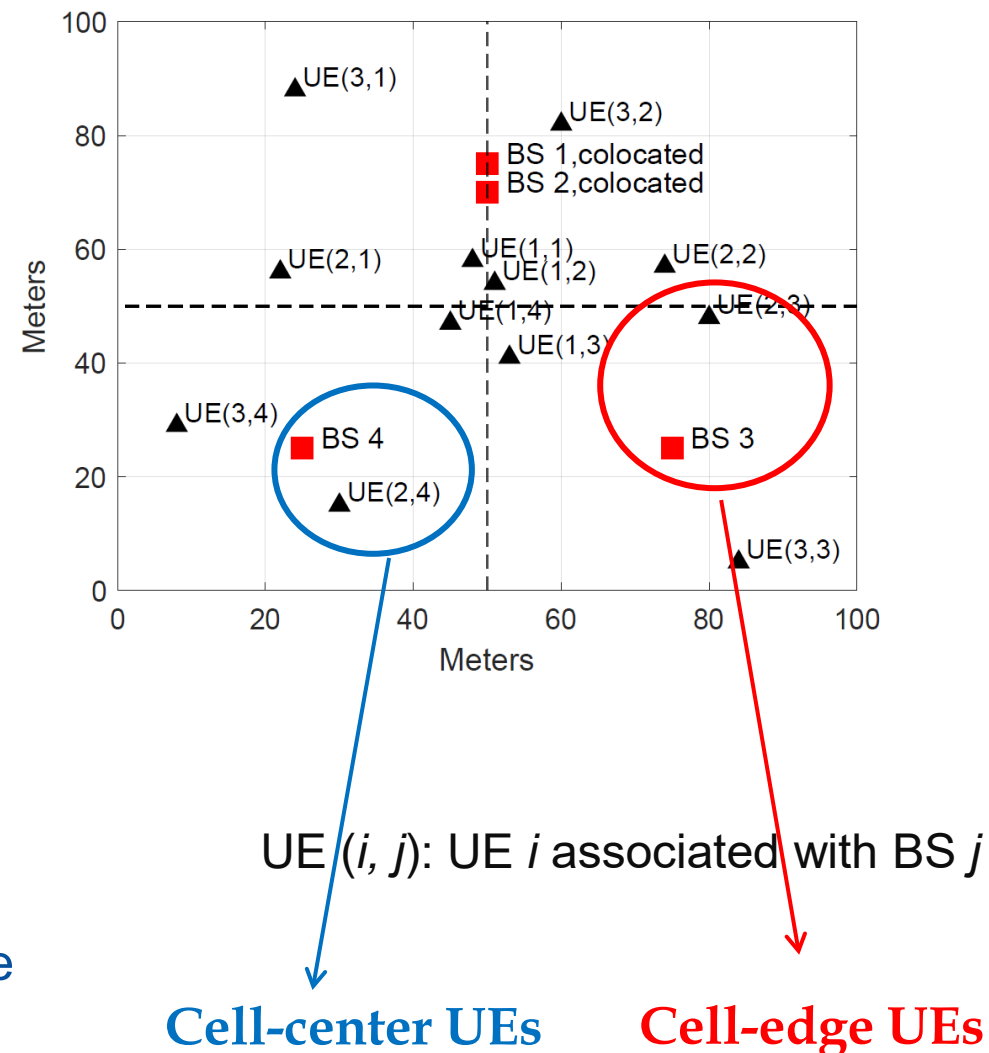 100
UE(3,1)
UE(3,2)
80
BS 1,colocated
BS 2,colocated
60
UE(1,1)
UE(2,1)
UE(2,2)
UE(1,2)
UE(2,3)
UE(1,4)
UE(1,3)
40
UE(3,4)
BS 4
BS 3
20
UE(2,4)
UE(3,3)
0
0 20 40 60 80 100
Meters
Meters
UE (i, j): UE i associated with BS j
e
Cell-center UEs
Cell-edge UEs